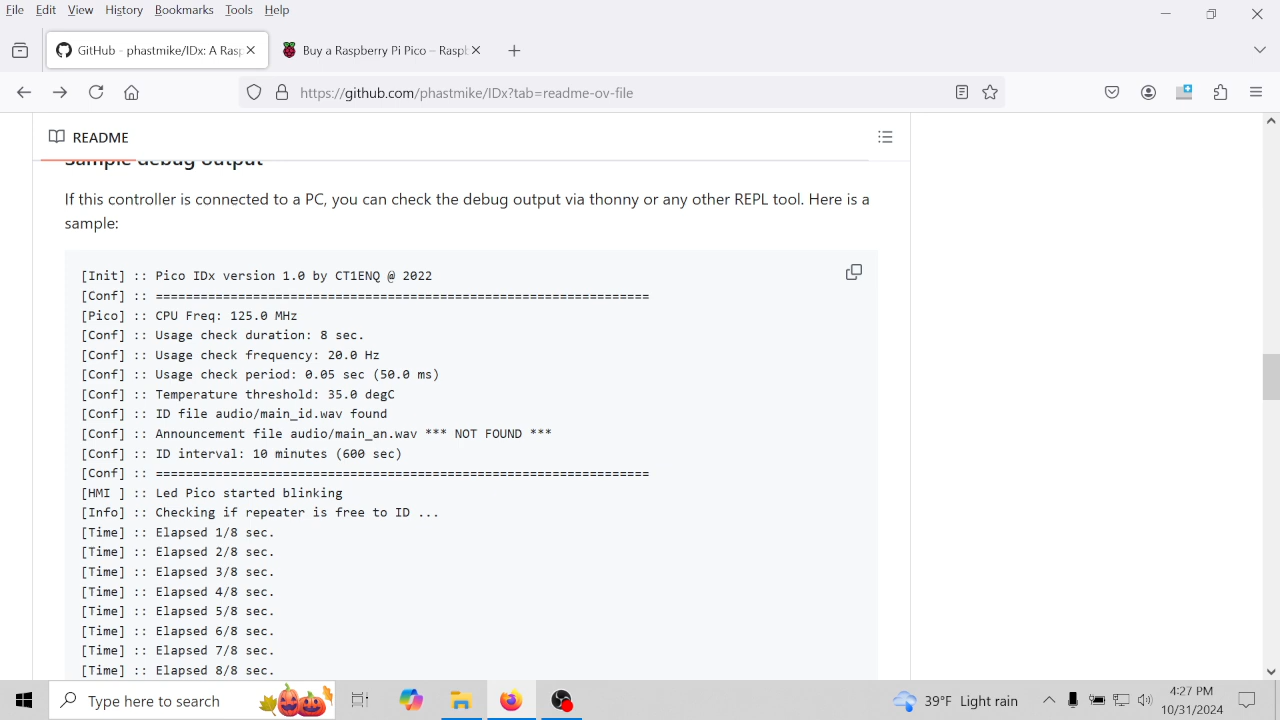 File Edit View History Bookmarks Tools Help
GitHub - phastmike/IDx: A Rasp
Buy a Raspberry Pi Pico – Raspb
https://github.com/phastmike/IDx?tab=readme-ov-file
README
Sample debug output
If this controller is connected to a PC, you can check the debug output via thonny or any other REPL tool. Here is a
sample:
[Init] :: Pico IDx version 1.0 by CT1ENQ @ 2022
[Conf] :: ==================================================================
[Pico] :: CPU Freq: 125.0 MHz
[Conf] :: Usage check duration: 8 sec.
[Conf] :: Usage check frequency: 20.0 Hz
[Conf] :: Usage check period: 0.05 sec (50.0 ms)
[Conf] :: Temperature threshold: 35.0 degC
[Conf] :: ID file audio/main_id.wav found
[Conf] :: Announcement file audio/main_an.wav *** NOT FOUND ***
[Conf] :: ID interval: 10 minutes (600 sec)
[Conf] :: ==================================================================
[HMI ] :: Led Pico started blinking
[Info] :: Checking if repeater is free to ID ...
[Time] :: Elapsed 1/8 sec.
[Time] :: Elapsed 2/8 sec.
[Time] :: Elapsed 3/8 sec.
[Time] :: Elapsed 4/8 sec.
[Time] :: Elapsed 5/8 sec.
[Time] :: Elapsed 6/8 sec.
[Time] :: Elapsed 7/8 sec.
[Time] :: Elapsed 8/8 sec.
Type here to search
39°F Light rain
4:27 PM
10/31/2024